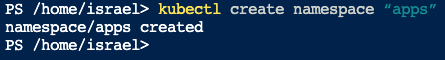 PS /home/israel> kubectl create namespace “apps”
namespace/apps created
PS /home/israel>